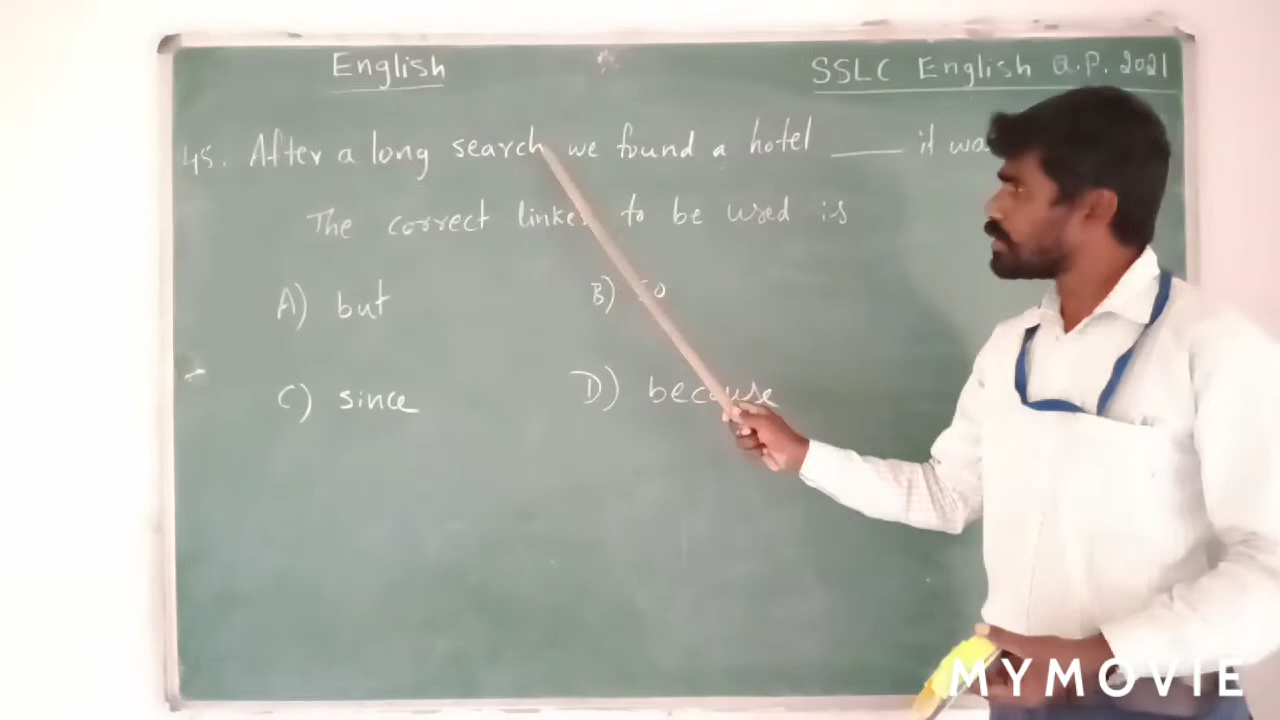 English
SSLC English Q.P. 2021
45. After a long search we found a hotel ____ it
The correct linker to be used is
A) but
B) so
C) since
D) because
MYMOVIE